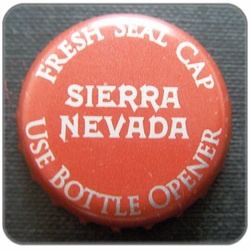 FRESH SEAL CAP
SIERRA
NEVADA
USE BOTTLE OPENER